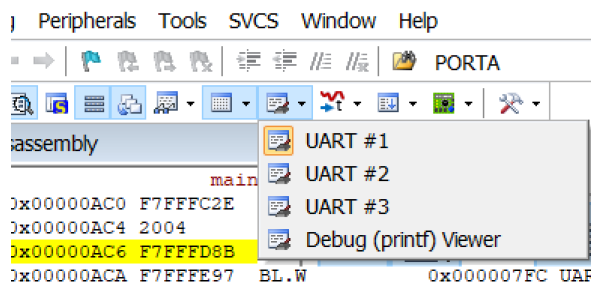 Peripherals Tools SVCS Window Help
PORTA
sassembly
UART #1
main
UART #2
0x00000AC0 F7FFFC2E
UART #3
0x00000AC4 2004
Debug (printf) Viewer
0x00000AC6 F7FFFD8B
0x00000ACA F7FFFE97 BL.W 0x000007FC UAR